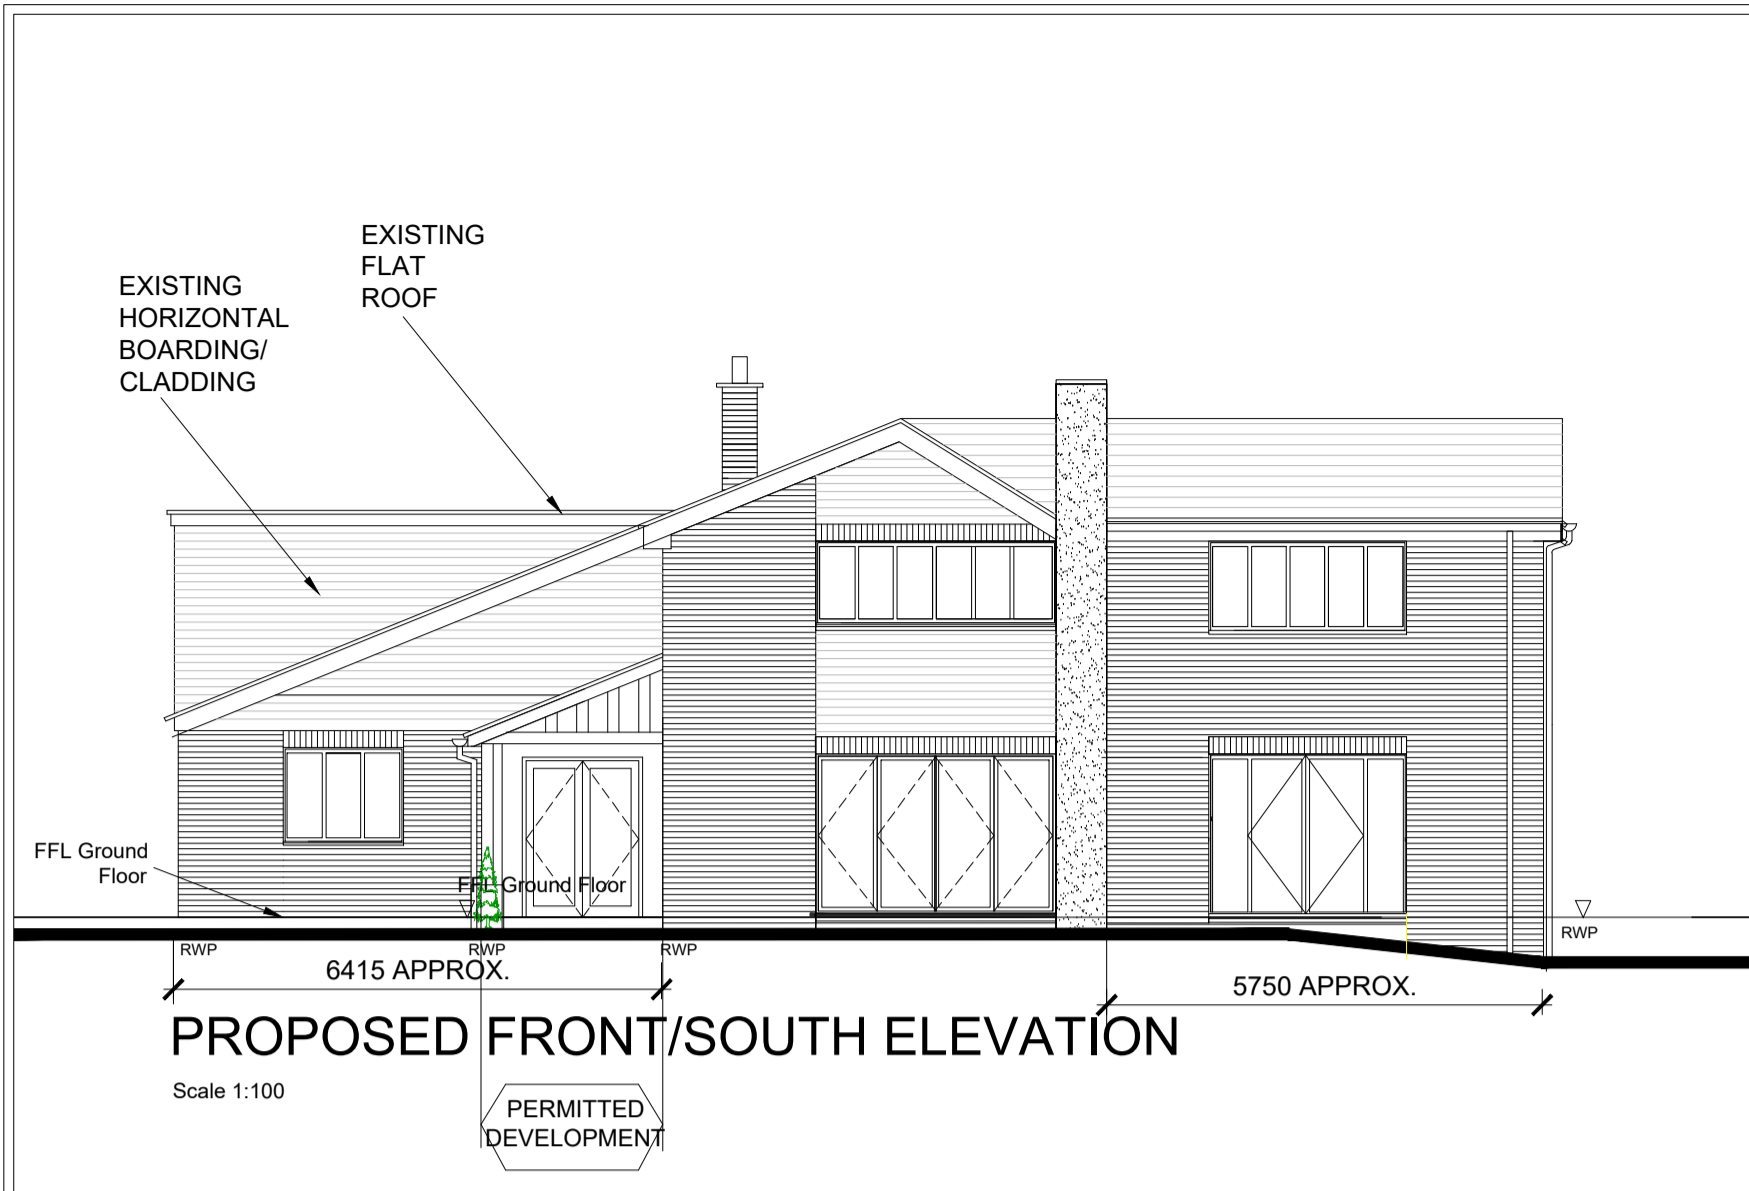 EXISTING
FLAT
ROOF
EXISTING
HORIZONTAL
BOARDING/
CLADDING
FFL Ground
Floor
FFL Ground Floor
RWP
RWP
RWP
RWP
6415 APPROX.
5750 APPROX.
PROPOSED FRONT/SOUTH ELEVATION
Scale 1:100
PERMITTED
DEVELOPMENT